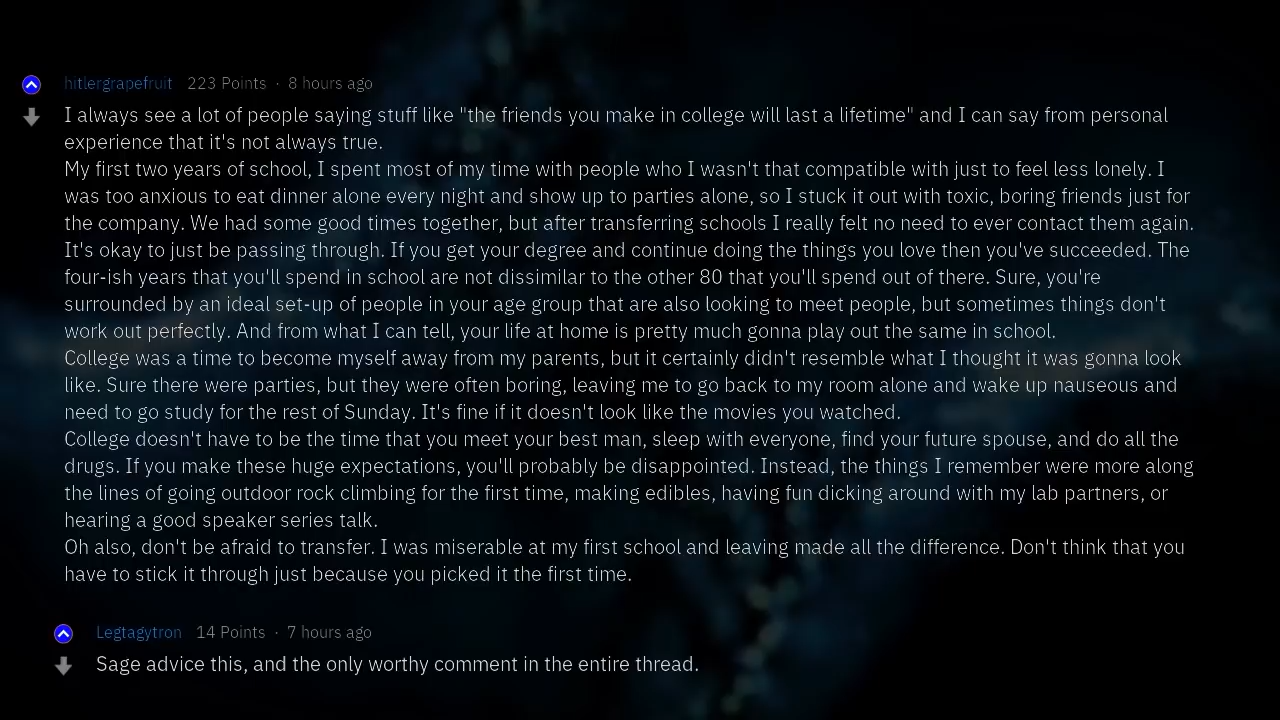 hitlergrapefruit 223 Points · 8 hours ago
I always see a lot of people saying stuff like "the friends you make in college will last a lifetime" and I can say from personal
experience that it's not always true.
My first two years of school, I spent most of my time with people who I wasn't that compatible with just to feel less lonely. I
was too anxious to eat dinner alone every night and show up to parties alone, so I stuck it out with toxic, boring friends just for
the company. We had some good times together, but after transferring schools I really felt no need to ever contact them again.
It's okay to just be passing through. If you get your degree and continue doing the things you love then you've succeeded. The
four-ish years that you'll spend in school are not dissimilar to the other 80 that you'll spend out of there. Sure, you're
surrounded by an ideal set-up of people in your age group that are also looking to meet people, but sometimes things don't
work out perfectly. And from what I can tell, your life at home is pretty much gonna play out the same in school.
College was a time to become myself away from my parents, but it certainly didn't resemble what I thought it was gonna look
like. Sure there were parties, but they were often boring, leaving me to go back to my room alone and wake up nauseous and
need to go study for the rest of Sunday. It's fine if it doesn't look like the movies you watched.
College doesn't have to be the time that you meet your best man, sleep with everyone, find your future spouse, and do all the
drugs. If you make these huge expectations, you'll probably be disappointed. Instead, the things I remember were more along
the lines of going outdoor rock climbing for the first time, making edibles, having fun dicking around with my lab partners, or
hearing a good speaker series talk.
Oh also, don't be afraid to transfer. I was miserable at my first school and leaving made all the difference. Don't think that you
have to stick it through just because you picked it the first time.
Legtagytron 14 Points · 7 hours ago
Sage advice this, and the only worthy comment in the entire thread.